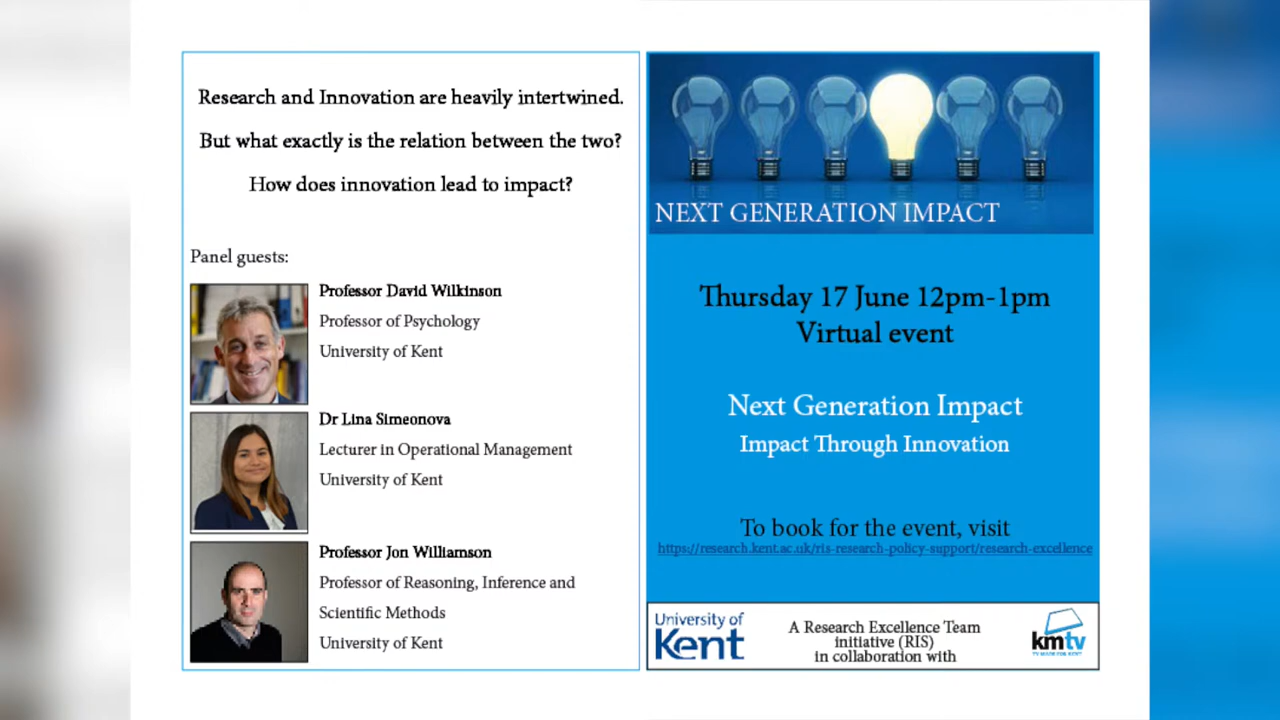 Research and Innovation are heavily intertwined.
But what exactly is the relation between the two?
How does innovation lead to impact?
Panel guests:
Professor David Wilkinson
Professor of Psychology
University of Kent
Dr Lina Simeonova
Lecturer in Operational Management
University of Kent
Professor Jon Williamson
Professor of Reasoning, Inference and
Scientific Methods
University of Kent
NEXT GENERATION IMPACT
Thursday 17 June 12pm-1pm
Virtual event
Next Generation Impact
Impact Through Innovation
To book for the event, visit
https://research.kent.ac.uk/ris-research-policy-support/research-excellence
University of
Kent
A Research Excellence Team
initiative (RIS)
in collaboration with
kmtv
TV MADE FOR KENT